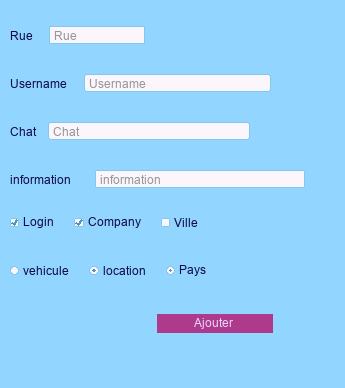 Rue Rue
Username Username
Chat Chat
information information
Login Company Ville
vehicule location Pays
Ajouter